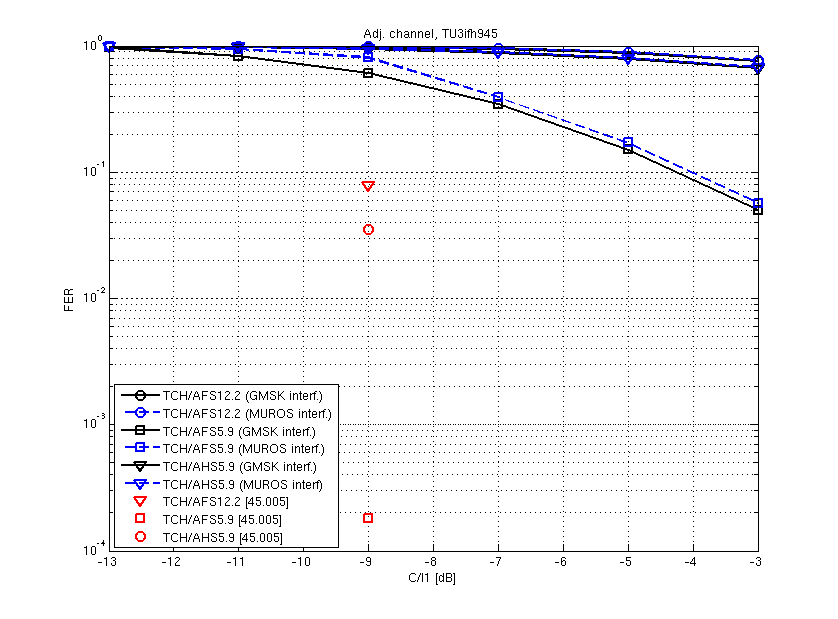 Adj. channel, TU3ifh945
10^0
10^-1
10^-2
10^-3
10^-4
FER
TCH/AFS12.2 (GMSK interf.)
TCH/AFS12.2 (MUROS interf.)
TCH/AFS5.9 (GMSK interf.)
TCH/AFS5.9 (MUROS interf.)
TCH/AHS5.9 (GMSK interf.)
TCH/AHS5.9 (MUROS interf)
TCH/AFS12.2 [45.005]
TCH/AFS5.9 [45.005]
TCH/AHS5.9 [45.005]
-13 -12 -11 -10 -9 -8 -7 -6 -5 -4 -3
C/I1 [dB]